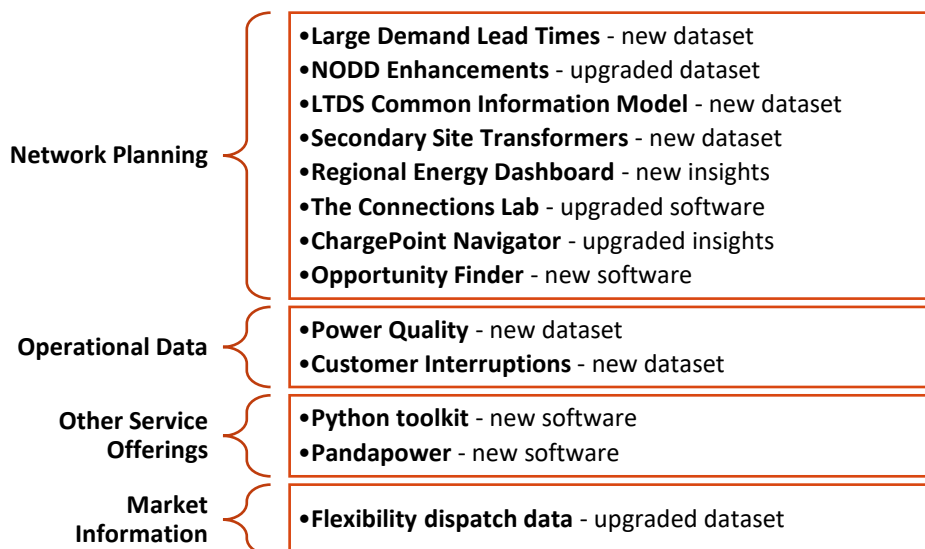 Network Planning
•Large Demand Lead Times - new dataset
•NODD Enhancements - upgraded dataset
•LTDS Common Information Model - new dataset
•Secondary Site Transformers - new dataset
•Regional Energy Dashboard - new insights
•The Connections Lab - upgraded software
•ChargePoint Navigator - upgraded insights
•Opportunity Finder - new software
Operational Data
•Power Quality - new dataset
•Customer Interruptions - new dataset
Other Service
Offerings
•Python toolkit - new software
•Pandapower - new software
Market
Information
•Flexibility dispatch data - upgraded dataset